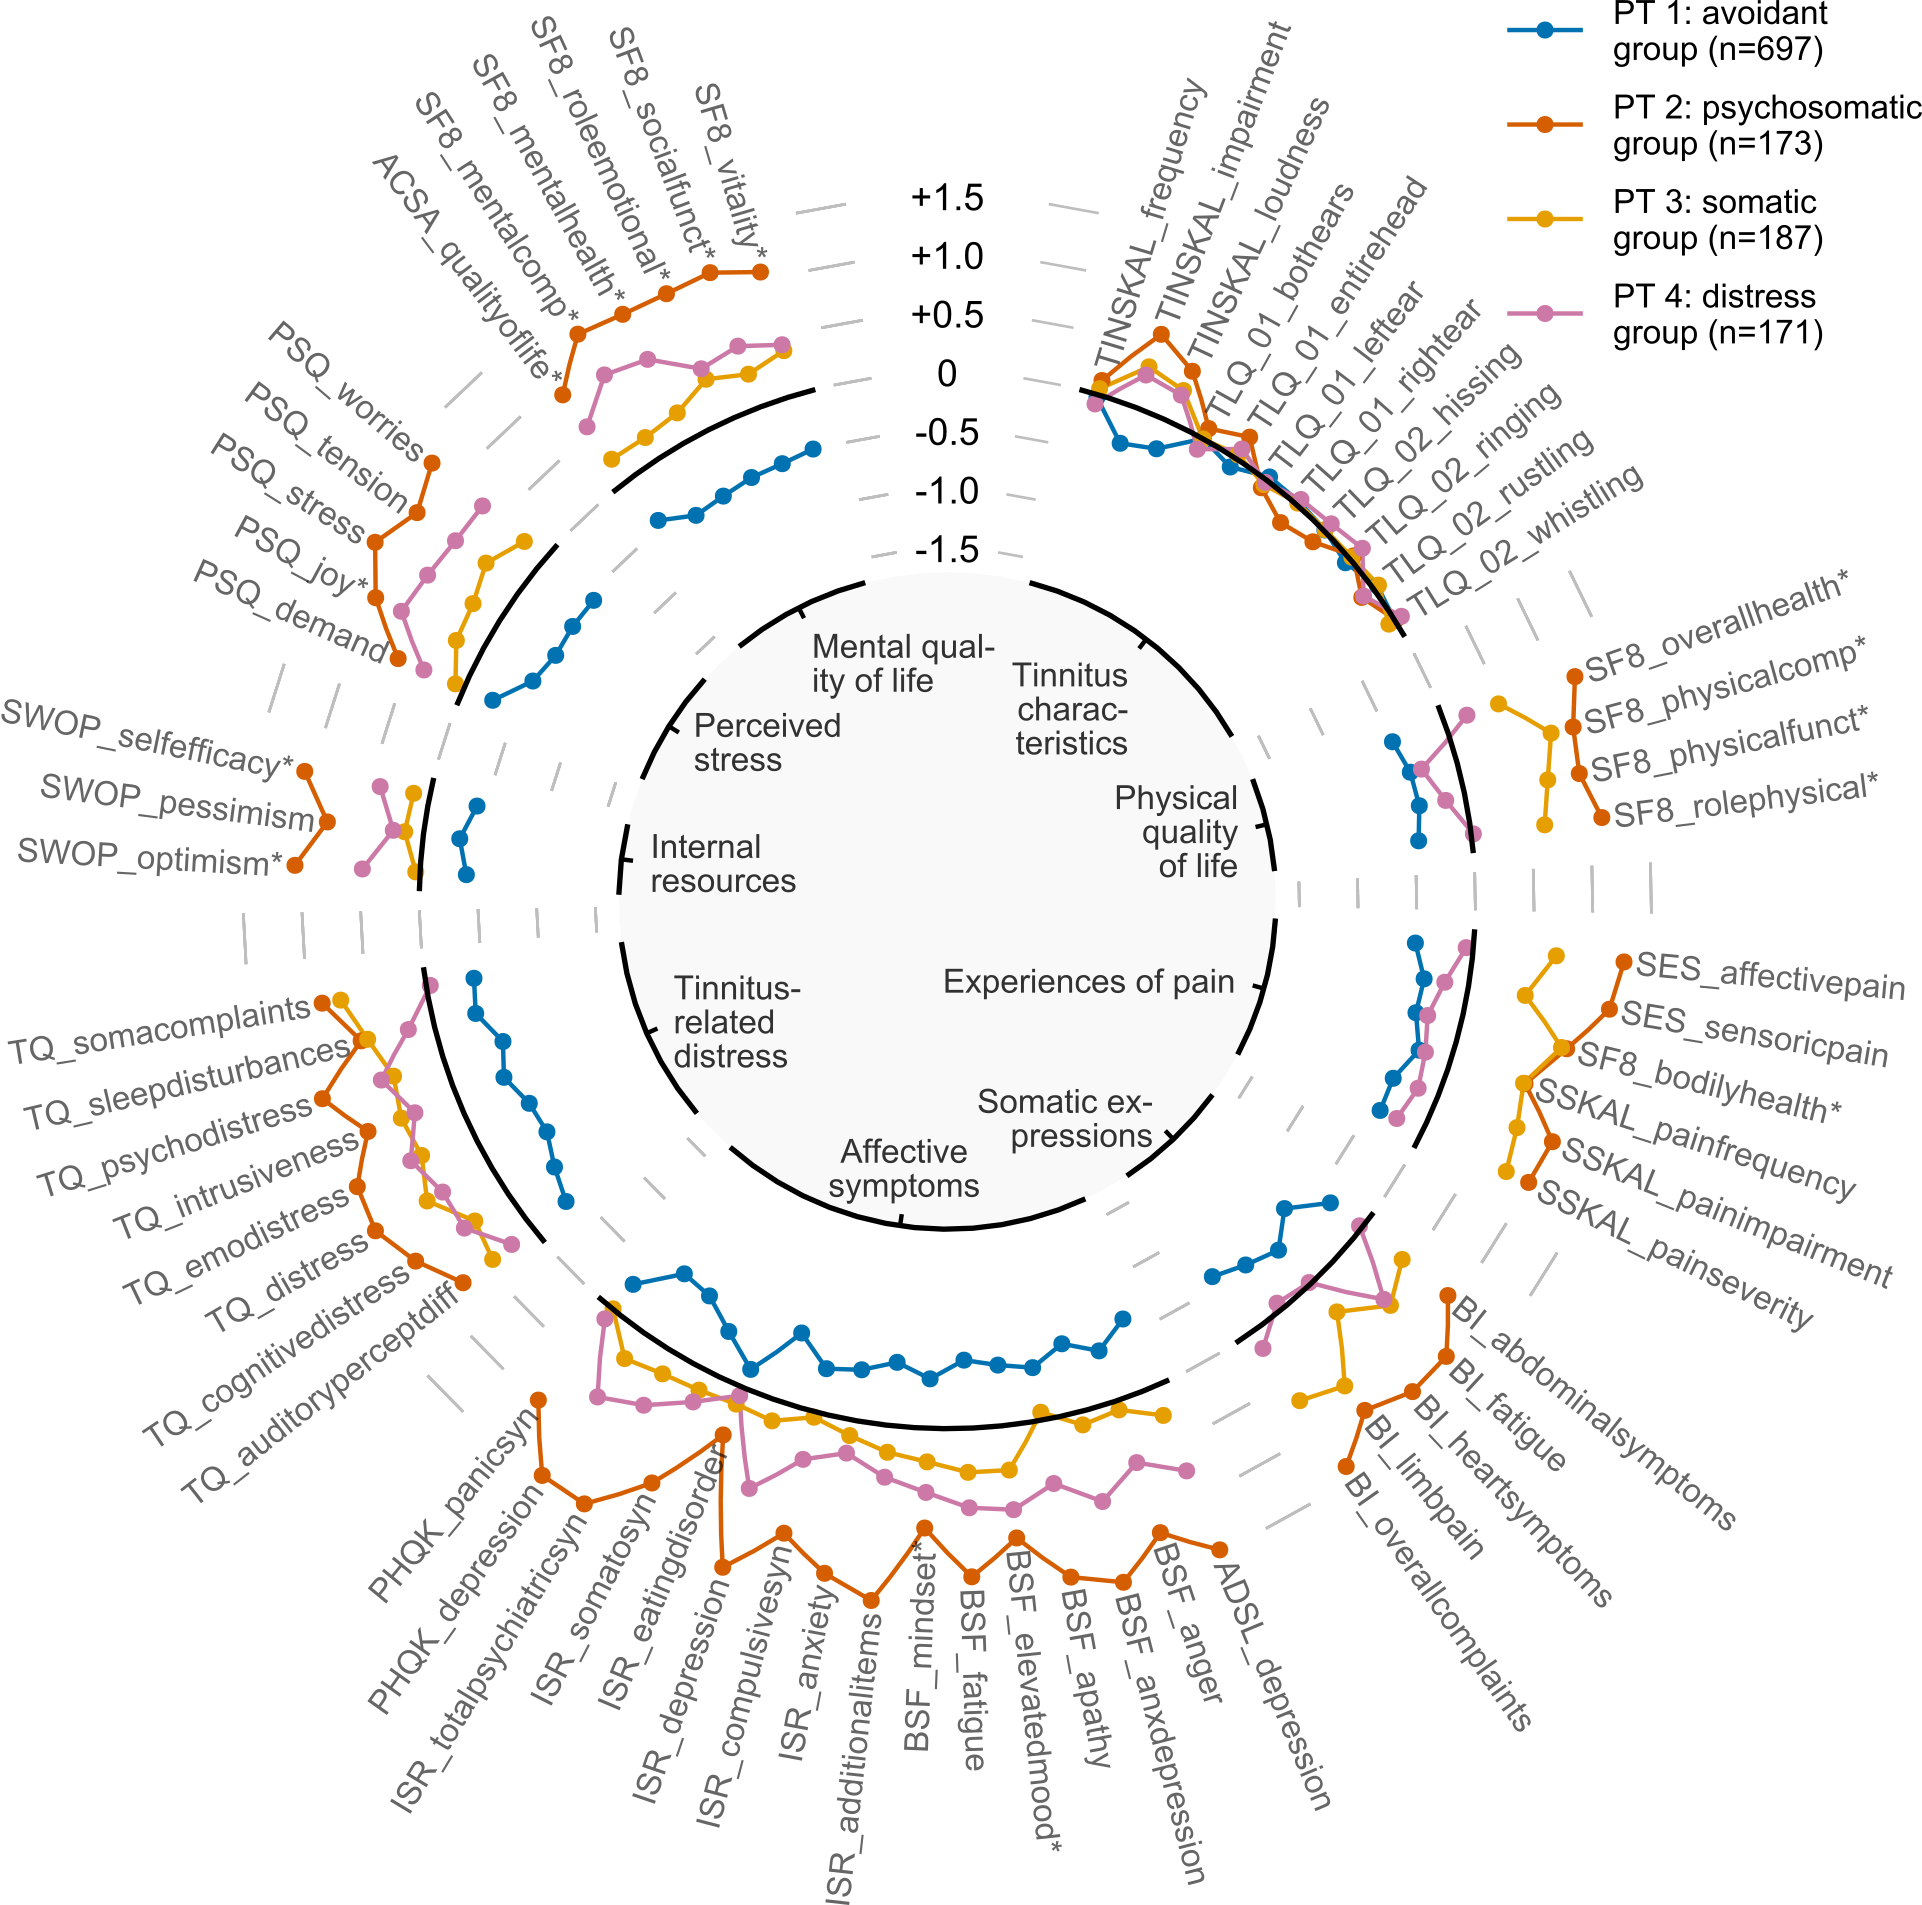 PT 1: avoidant
group (n=697)
PT 2: psychosomatic
group (n=173)
PT 3: somatic
group (n=187)
PT 4: distress
group (n=171)
+1.5
+1.0
+0.5
0
-0.5
-1.0
-1.5
TINSKAL_frequency
TINSKAL_impairment
TINSKAL_loudness
TLQ_01_bothears
TLQ_01_entirehead
TLQ_01_leftear
TLQ_01_rightear
TLQ_02_hissing
TLQ_02_ringing
TLQ_02_rustling
TLQ_02_whistling
SF8_overallhealth*
SF8_physicalcomp*
SF8_physicalfunct*
SF8_rolephysical*
SES_affectivepain
SES_sensoricpain
SF8_bodilyhealth*
SSKAL_painfrequency
SSKAL_painimpairment
SSKAL_painseverity
BI_abdominalsymptoms
BI_fatigue
BI_heartsymptoms
BI_limbpain
BI_overallcomplaints
ADSL_depression
BSF_anger
BSF_anxdepression
BSF_apathy
BSF_elevatedmood*
BSF_fatigue
BSF_mindset*
ISR_additionalitems
ISR_anxiety
ISR_compulsivesyn
ISR_depression
ISR_eatingdisorder
ISR_somatosyn
ISR_totalpsychiatricsyn
PHQK_depression
PHQK_panicsyn
TQ_auditoryperceptdiff
TQ_cognitivedistress
TQ_distress
TQ_emodistress
TQ_intrusiveness
TQ_psychodistress
TQ_sleepdisturbances
TQ_somacomplaints
SWOP_optimism*
SWOP_pessimism
SWOP_selfefficacy*
PSQ_demand
PSQ_joy*
PSQ_stress
PSQ_tension
PSQ_worries
ACSA_qualityoflife*
SF8_mentalcomp*
SF8_mentalhealth*
SF8_roleemotional*
SF8_socialfunct*
SF8_vitality*
Mental qual-
ity of life
Tinnitus
charac-
teristics
Perceived
stress
Physical
quality
of life
Internal
resources
Experiences of pain
Tinnitus-
related
distress
Somatic ex-
pressions
Affective
symptoms